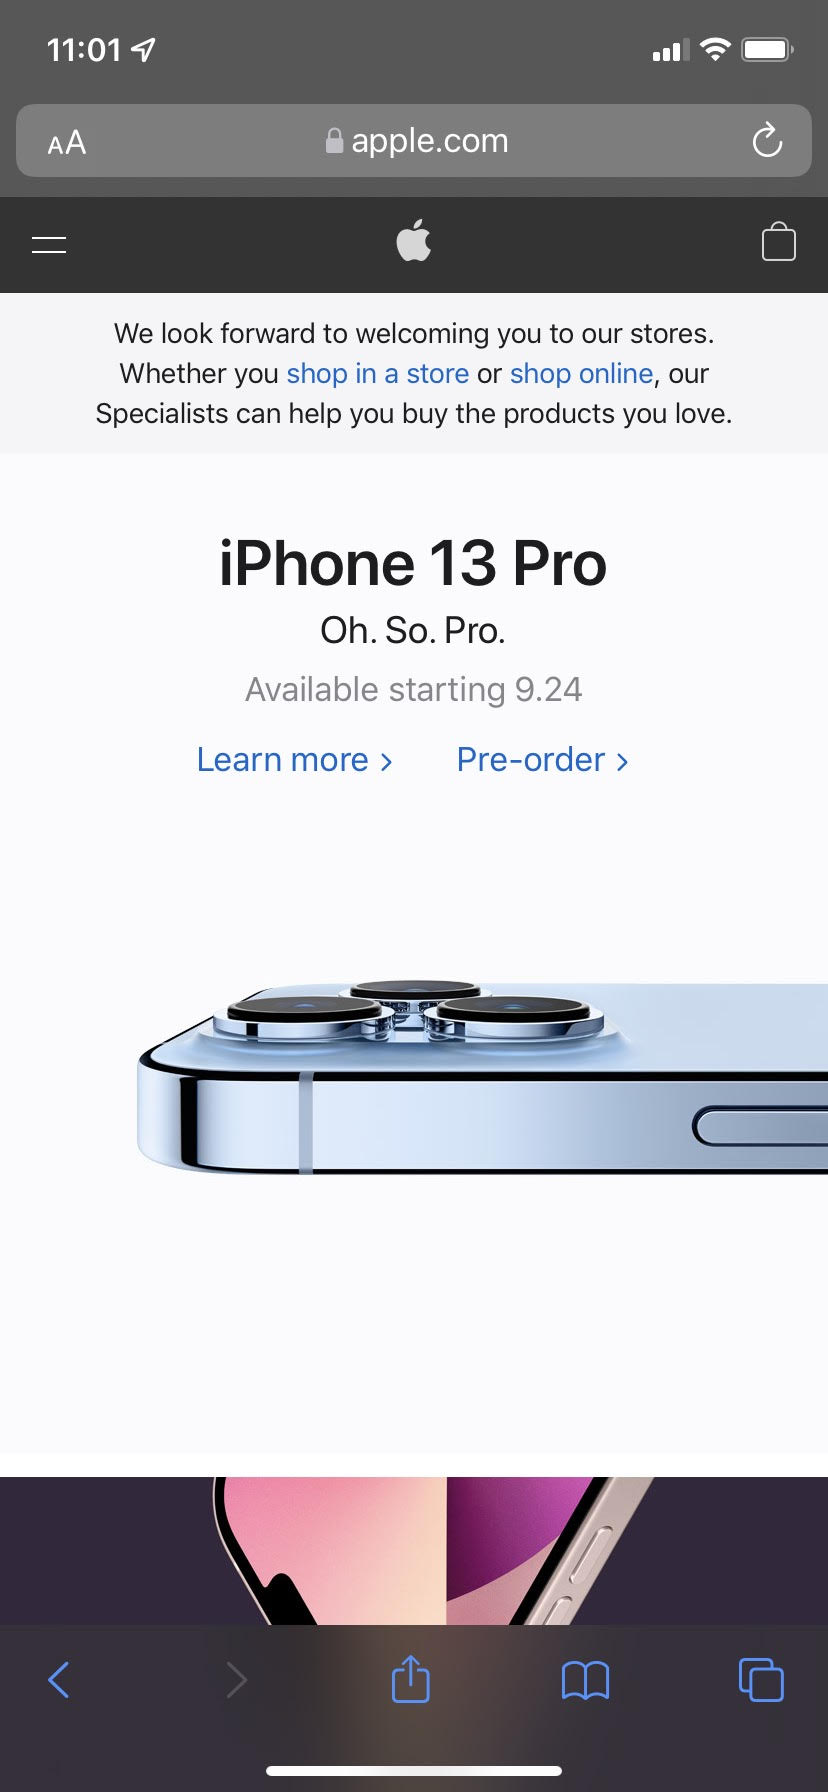 11:01
AA
apple.com
We look forward to welcoming you to our stores.
Whether you shop in a store or shop online, our
Specialists can help you buy the products you love.
iPhone 13 Pro
Oh. So. Pro.
Available starting 9.24
Learn more >
Pre-order >